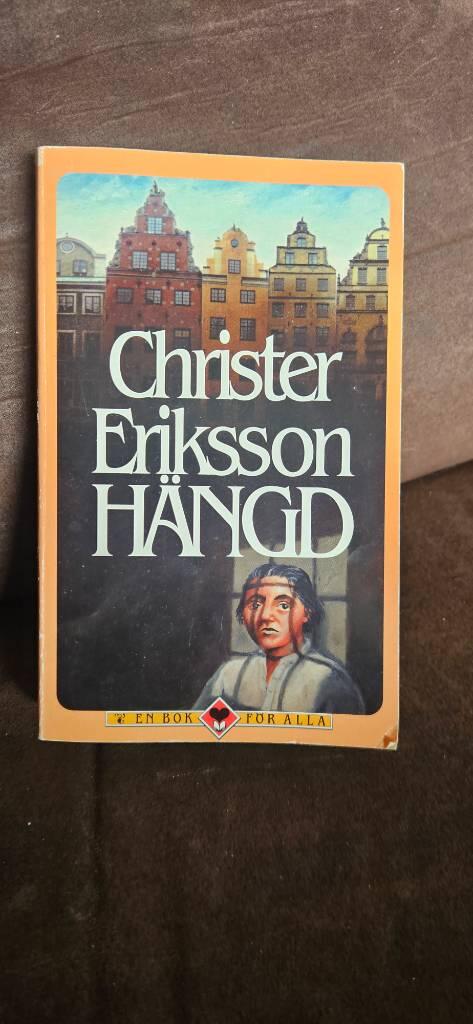 Christer
Eriksson
HÄNGD
EN BOK FÖR ALLA